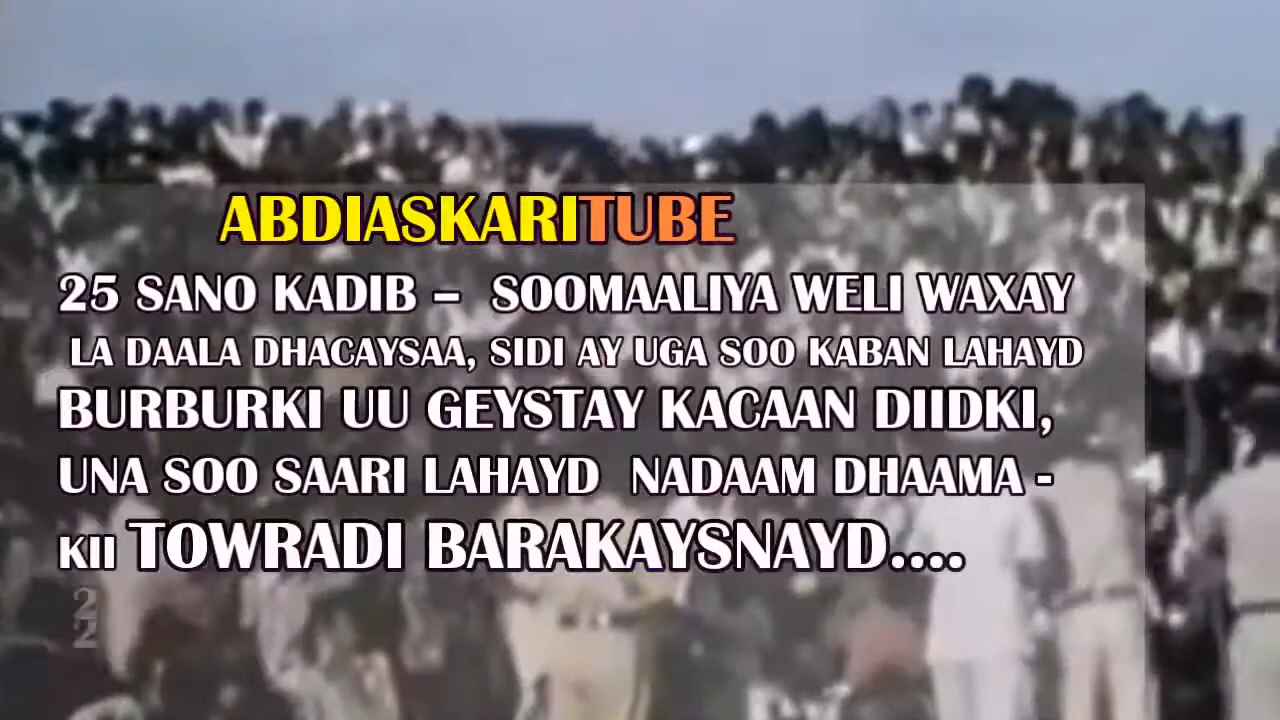 ABDIASKARITUBE
25 SANO KADIB – SOOMAALIYA WELI WAXAY
LA DAALA DHACAYSAA, SIDI AY UGA SOO KABAN LAHAYD
BURBURKI UU GEYSTAY KACAAN DIIDKI,
UNA SOO SAARI LAHAYD NADAAM DHAAMA -
KII TOWRADI BARAKAYSNAYD....
22